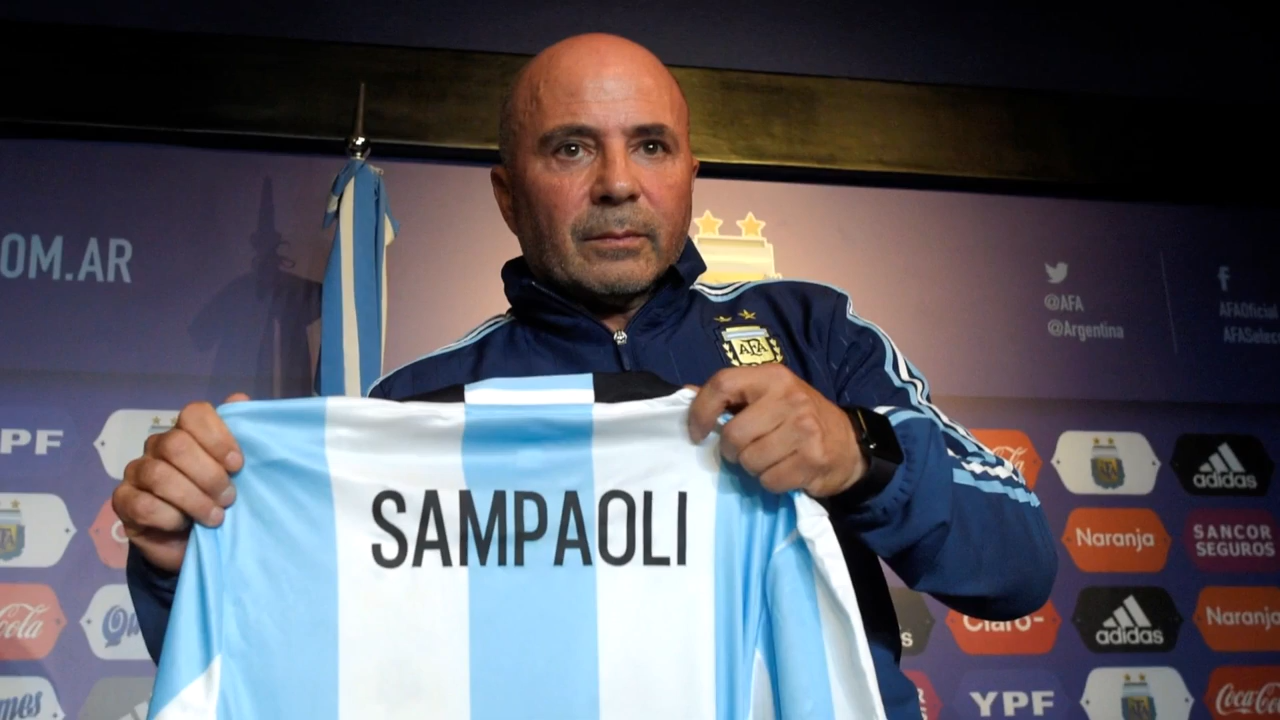 OM.AR
@AFA
@Argentina
AFAOficial
AFASelec
AFA
SAMPAOLI
YPF
adidas
Naranja
SANCOR
SEGUROS
Cola
Claro-
adidas
Naranja
YPF
Coca-Cola